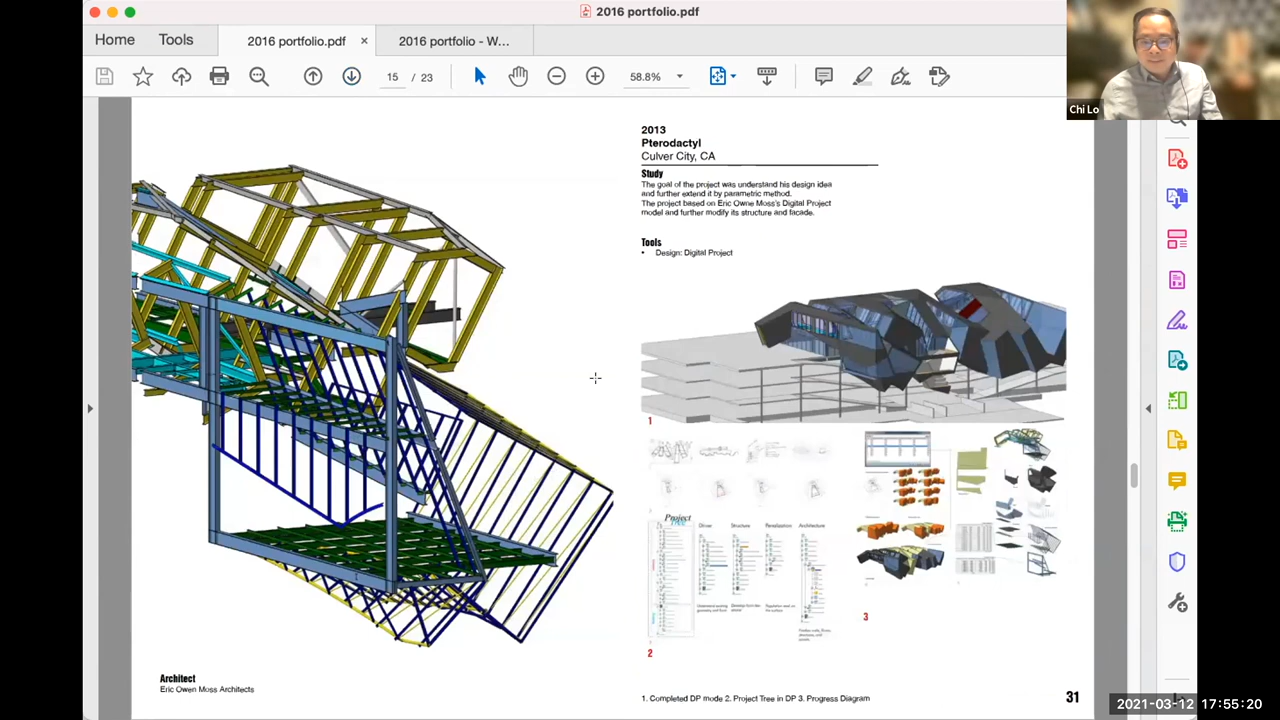 2016 portfolio.pdf
Home
Tools
2016 portfolio.pdf ×
2016 portfolio - W...
15 / 23
58.8%
Chi Lo
2013
Pterodactyl
Culver City, CA
Study
The goal of the project was understand his design idea
and further extend it by parametric method.
The project based on Eric Owne Moss's Digital Project
model and further modify its structure and facade.
Tools
• Design: Digital Project
1
Project
Tree
Driver
Structure
Penalization
Architecture
3
2
Architect
Eric Owen Moss Architects
1. Completed DP mode 2. Project Tree in DP 3. Progress Diagram
31
2021-03-12 17:55:20